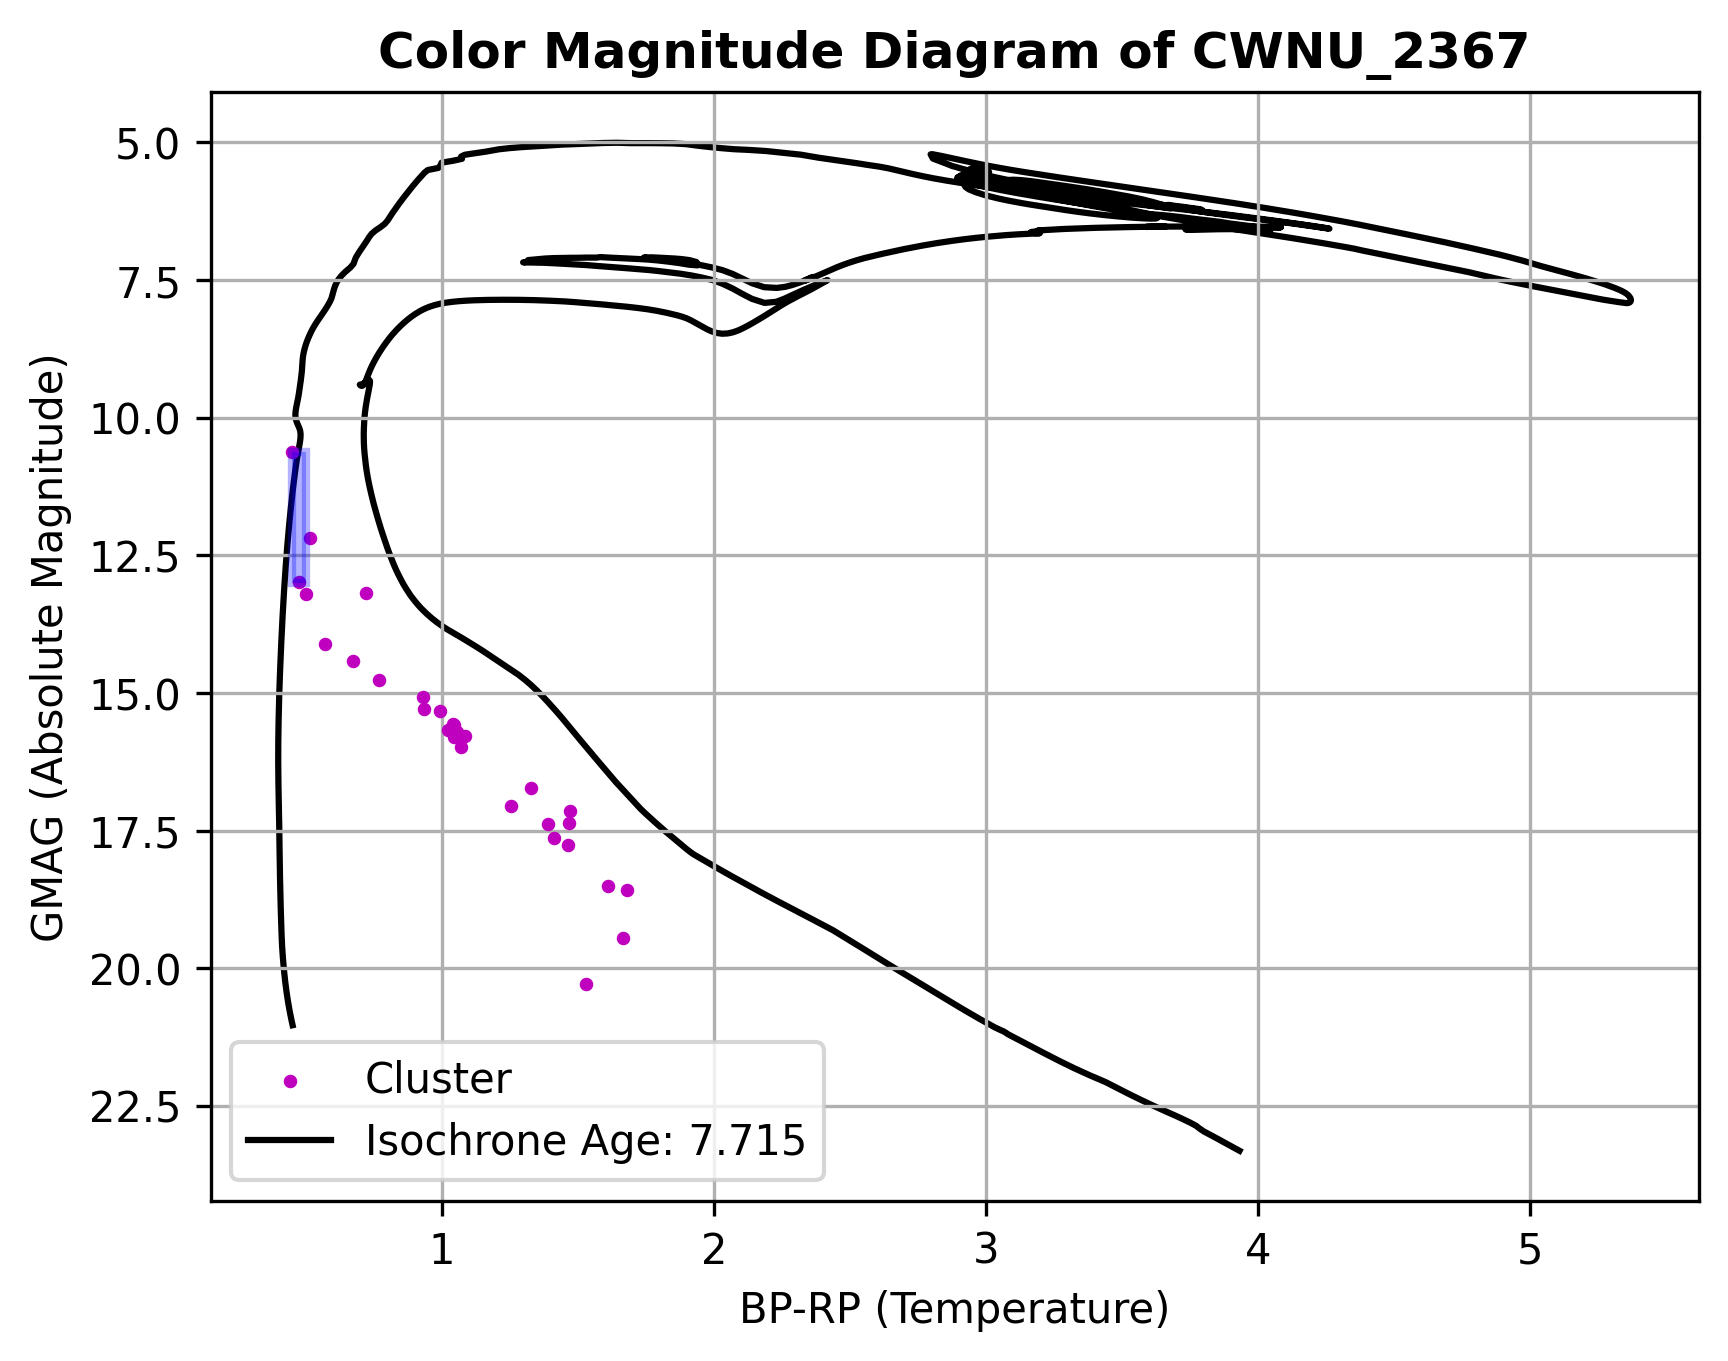 Color Magnitude Diagram of CWNU_2367
GMAG (Absolute Magnitude)
5.0
7.5
10.0
12.5
15.0
17.5
20.0
22.5
Cluster
Isochrone Age: 7.715
1 2 3 4 5
BP-RP (Temperature)